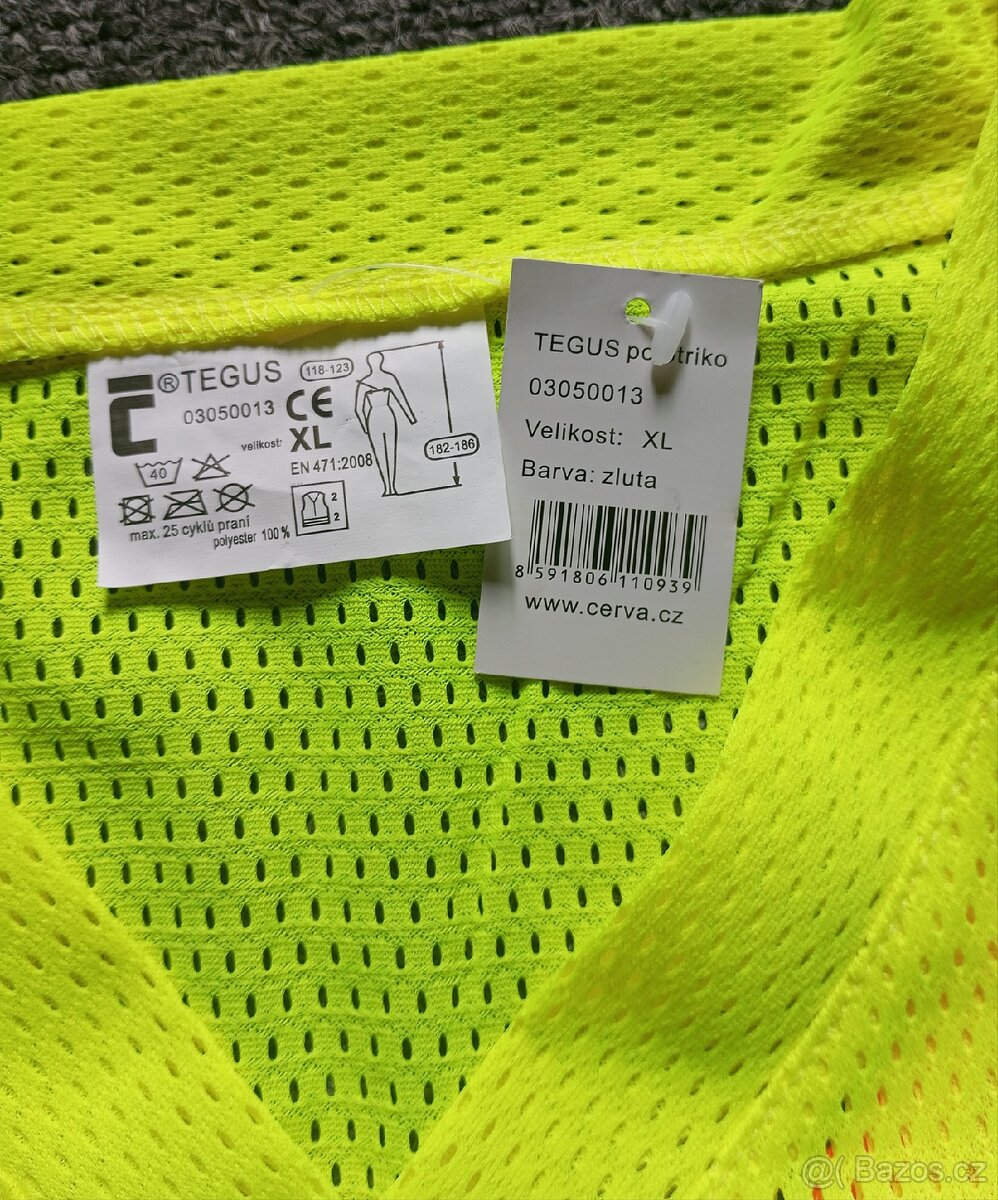 ®TEGUS 118-123
03050013 CE
velikost: XL
EN 471:2008
182-186
40
2
2
max. 25 cyklů praní
polyester 100%
TEGUS
03050013
Velikost: XL
Barva: zluta
8 591806 110939
www.cerva.cz
@( Bazos.cz